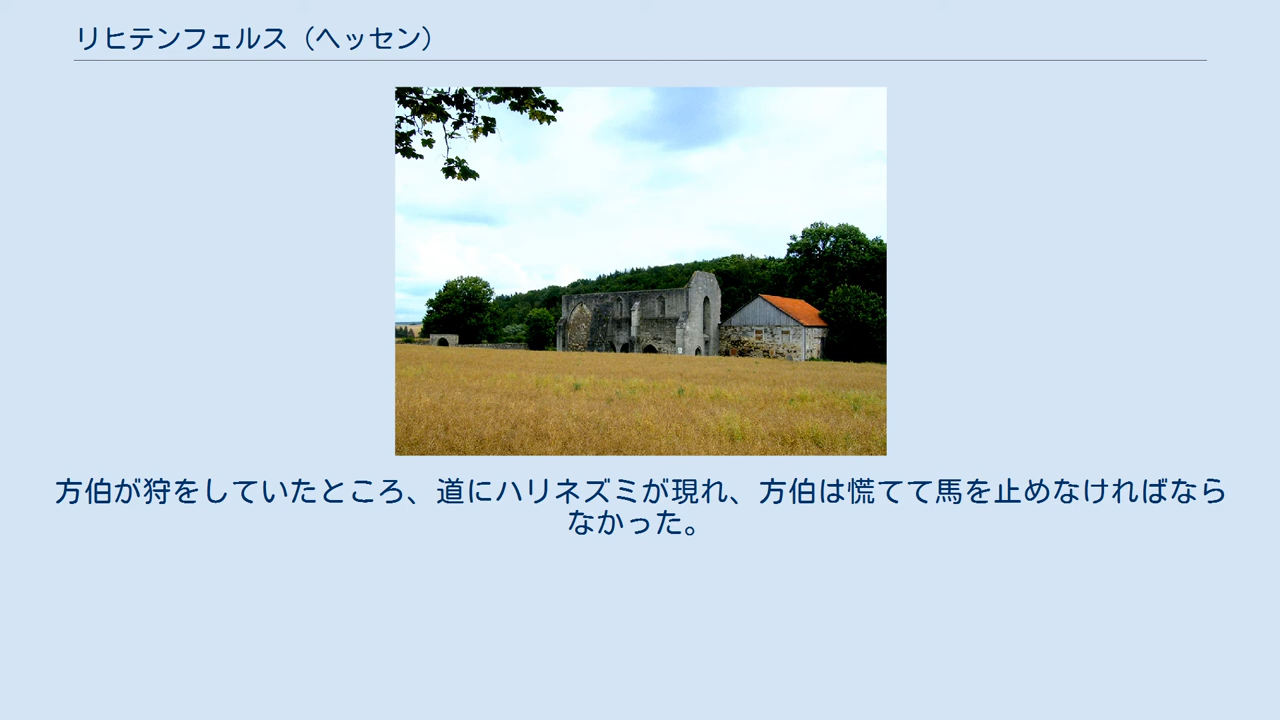 リヒテンフェルス（ヘッセン）
方伯が狩をしていたところ、道にハリネズミが現れ、方伯は慌てて馬を止めなければなら
なかった。